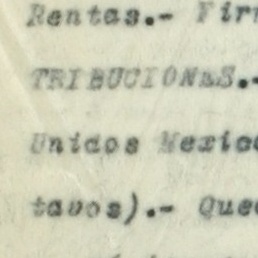 Rentas.- Fir
TRIBUCIONES.-
Unidos Mexic
tavos).- Que